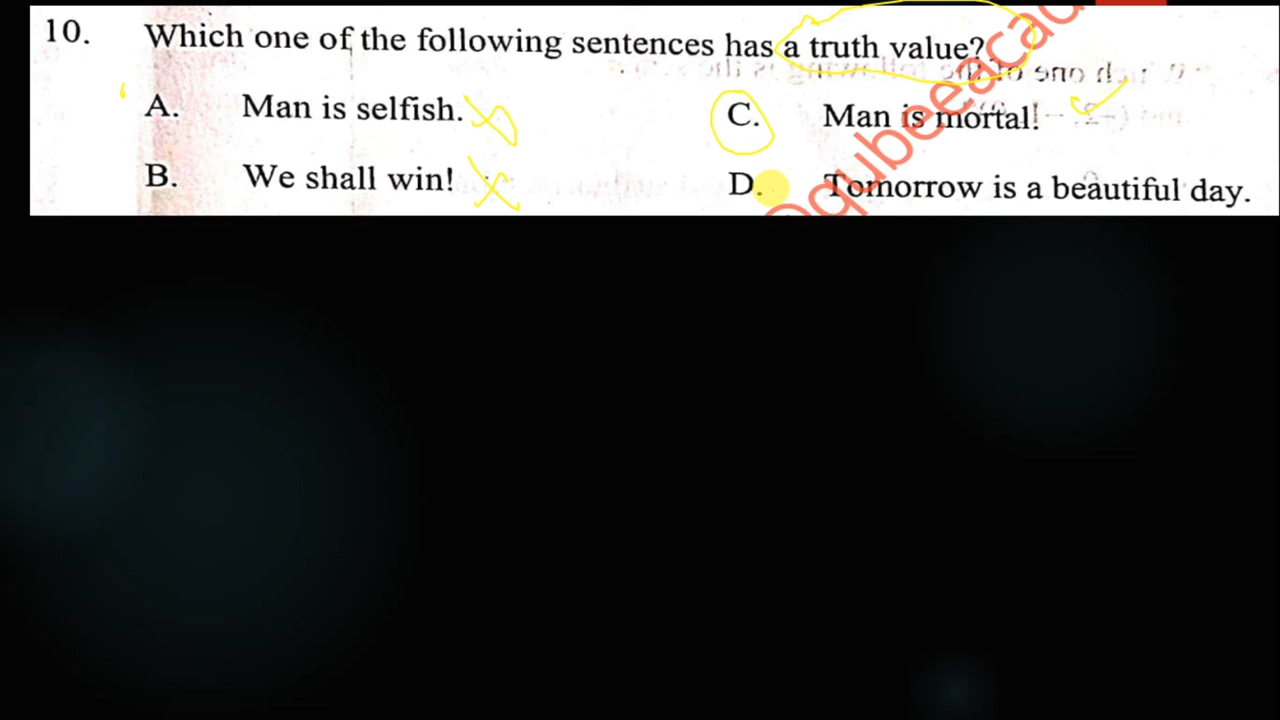 10. Which one of the following sentences has a truth value?
A. Man is selfish.
C. Man is mortal!
B. We shall win!
D. Tomorrow is a beautiful day.
@qubeeacad